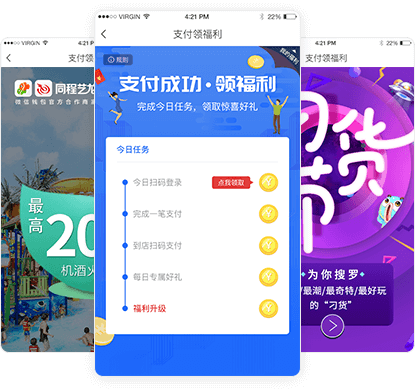 ●●●○○ VIRGIN
4:21 PM
支付领
同程艺龙
微信钱包官方合作商
最高
20
机酒火
●●●○○ VIRGIN
4:21 PM
22%
支付领福利
规则
我的福利
支付成功·领福利
完成今日任务，领取惊喜好礼
今日任务
今日扫码登录
点我领取
完成一笔支付
到店扫码支付
每日专属好礼
福利升级
4:21 PM
22%
领福利
货
节
为你搜罗
/最潮/最奇特/最好玩
的“刁货”